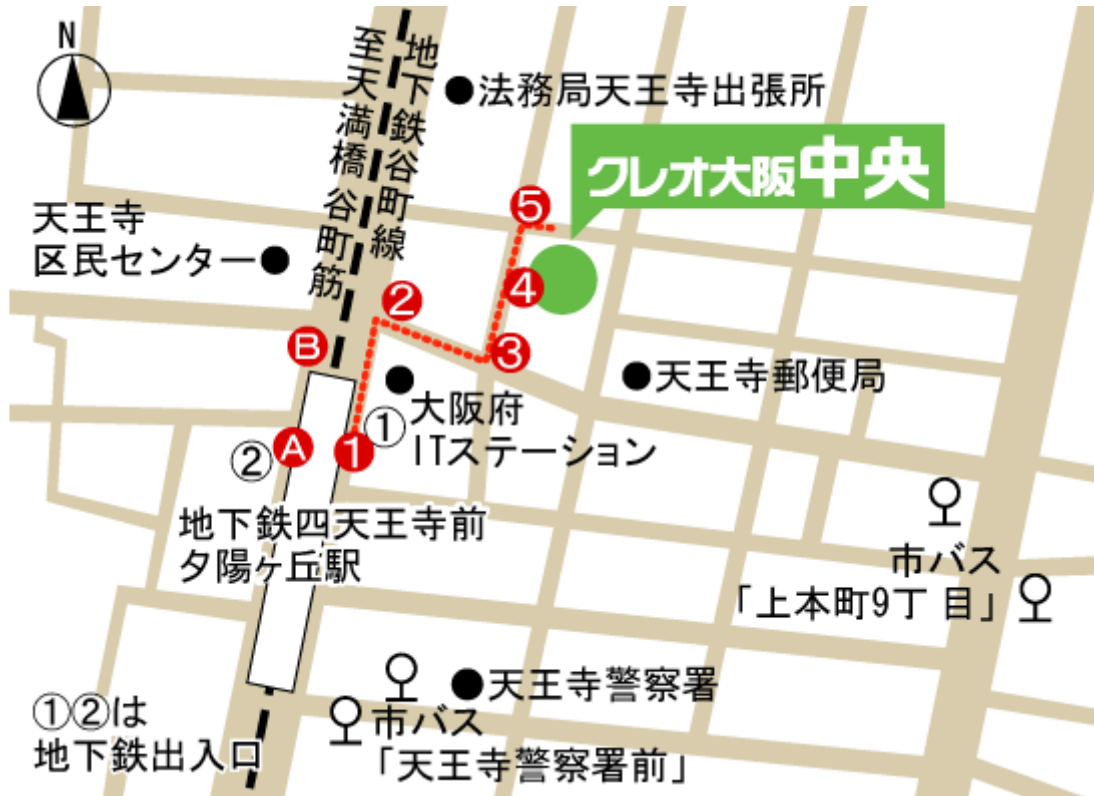 N
地下鉄谷町線
至天満橋 谷町筋
●法務局天王寺出張所
クレオ大阪中央
天王寺
区民センター●
5
4
2
3
B
●天王寺郵便局
①
大阪府
ITステーション
②
A
1
地下鉄四天王寺前
夕陽ヶ丘駅
市バス
「上本町9丁目」
●天王寺警察署
市バス
「天王寺警察署前」
①②は
地下鉄出入口